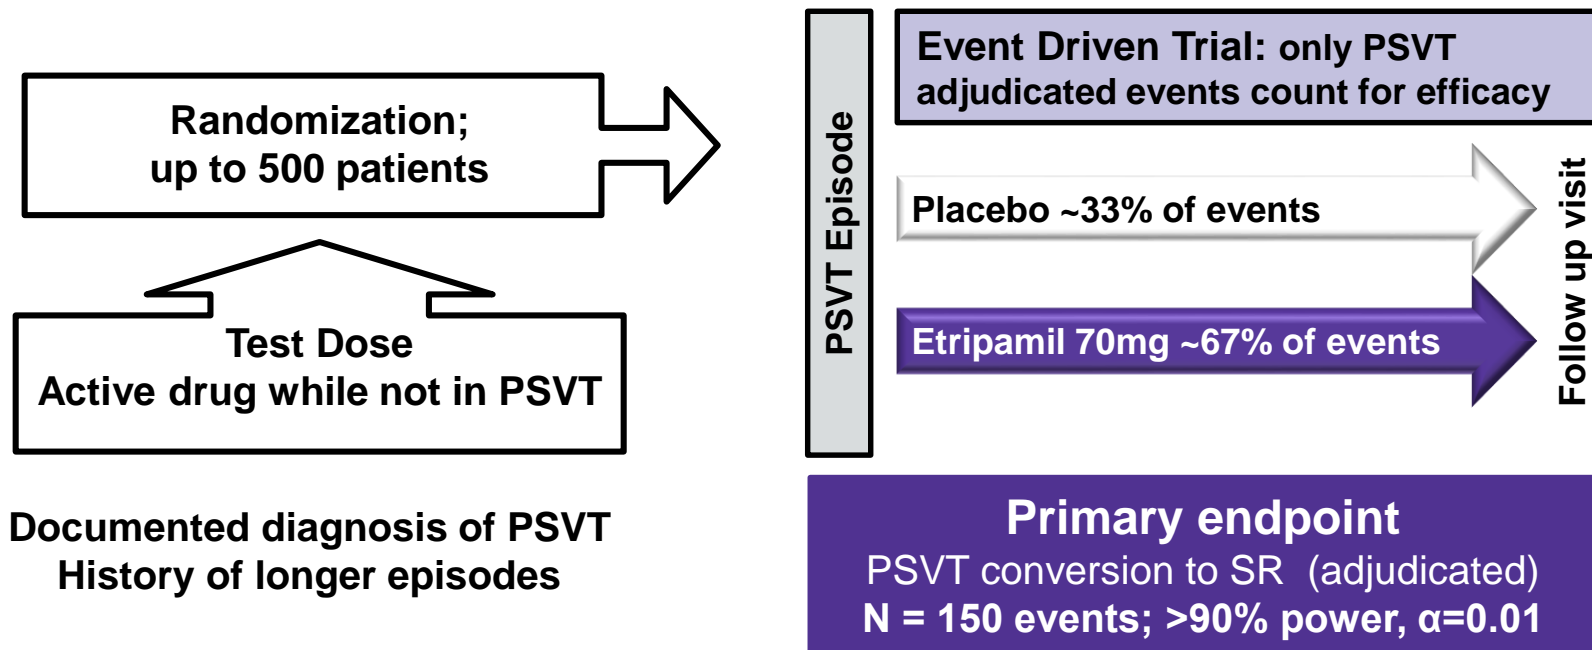 Documented diagnosis of PSVT
History of longer episodes
Test Dose
Active drug while not in PSVT
Randomization;
up to 500 patients
PSVT Episode
Event Driven Trial: only PSVT
adjudicated events count for efficacy
Placebo ~33% of events
Etripamil 70mg ~67% of events
Follow up visit
Primary endpoint
PSVT conversion to SR (adjudicated)
N = 150 events; >90% power, α=0.01